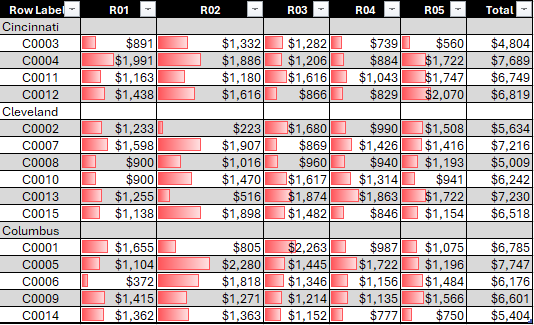 Row Label R01 R02 R03 R04 R05 Total
Cincinnati
C0003 $891 $1,332 $1,282 $739 $560 $4,804
C0004 $1,991 $1,886 $1,206 $884 $1,722 $7,689
C0011 $1,163 $1,180 $1,616 $1,043 $1,747 $6,749
C0012 $1,438 $1,616 $866 $829 $2,070 $6,819
Cleveland
C0002 $1,233 $223 $1,680 $990 $1,508 $5,634
C0007 $1,598 $1,907 $869 $1,426 $1,416 $7,216
C0008 $900 $1,016 $960 $940 $1,193 $5,009
C0010 $900 $1,470 $1,617 $1,314 $941 $6,242
C0013 $1,255 $516 $1,874 $1,863 $1,722 $7,230
C0015 $1,138 $1,898 $1,482 $846 $1,154 $6,518
Columbus
C0001 $1,655 $805 $2,263 $987 $1,075 $6,785
C0005 $1,104 $2,280 $1,445 $1,722 $1,196 $7,747
C0006 $372 $1,818 $1,346 $1,156 $1,484 $6,176
C0009 $1,415 $1,271 $1,214 $1,135 $1,566 $6,601
C0014 $1,362 $1,363 $1,152 $777 $750 $5,404